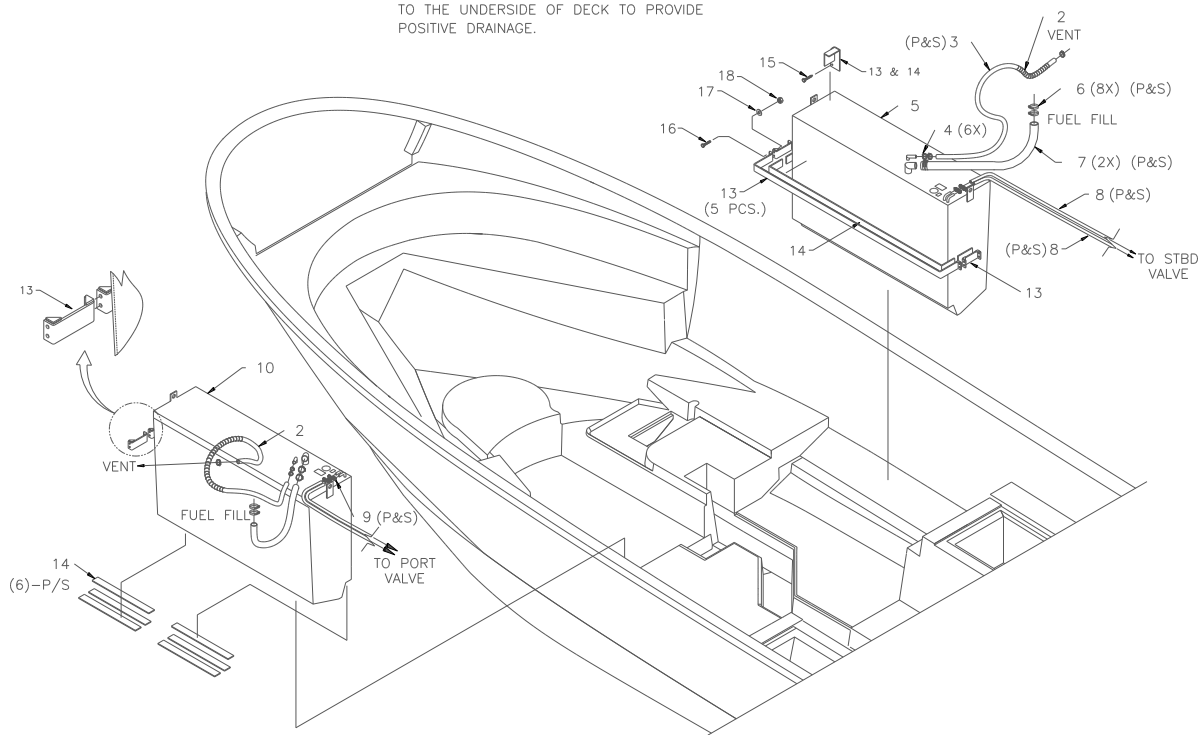 TO THE UNDERSIDE OF DECK TO PROVIDE
POSITIVE DRAINAGE.
2
VENT
(P&S) 3
15
13 & 14
18
17
5
6 (8X) (P&S)
FUEL FILL
16
4 (6X)
7 (2X) (P&S)
13
(5 PCS.)
8 (P&S)
14
(P&S) 8
TO STBD
VALVE
13
13
10
2
VENT
FUEL FILL
9 (P&S)
TO PORT
VALVE
14
(6)-P/S